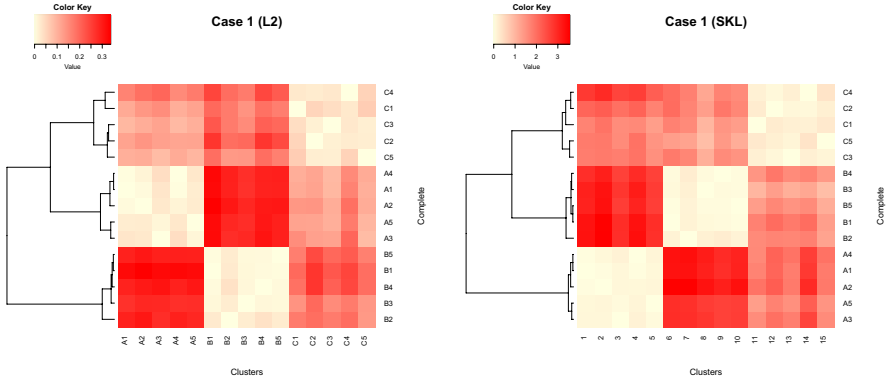 Color Key
0 0.1 0.2 0.3
Value
Case 1 (L2)
C4
C1
C3
C2
C5
A4
A1
A2
A5
A3
B5
B1
B4
B3
B2
Complete
A1 A2 A3 A4 A5 B1 B2 B3 B4 B5 C1 C2 C3 C4 C5
Clusters
Color Key
0 1 2 3
Value
Case 1 (SKL)
C4
C2
C1
C5
C3
B4
B3
B5
B1
B2
A4
A1
A2
A5
A3
Complete
1 2 3 4 5 6 7 8 9 10 11 12 13 14 15
Clusters